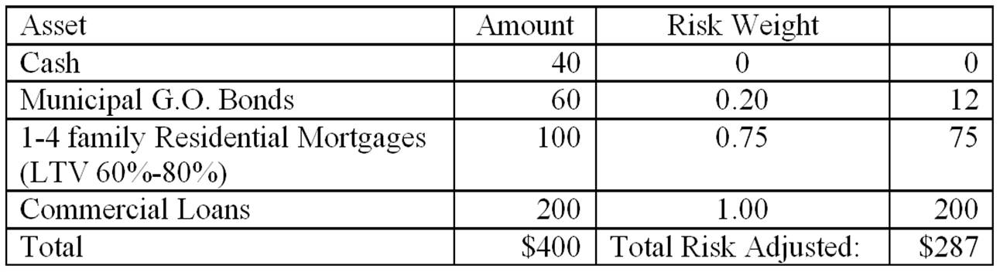 Asset Amount Risk Weight
Cash 40 0 0
Municipal G.O. Bonds 60 0.20 12
1-4 family Residential Mortgages 100 0.75 75
(LTV 60%-80%)
Commercial Loans 200 1.00 200
Total $400 Total Risk Adjusted: $287